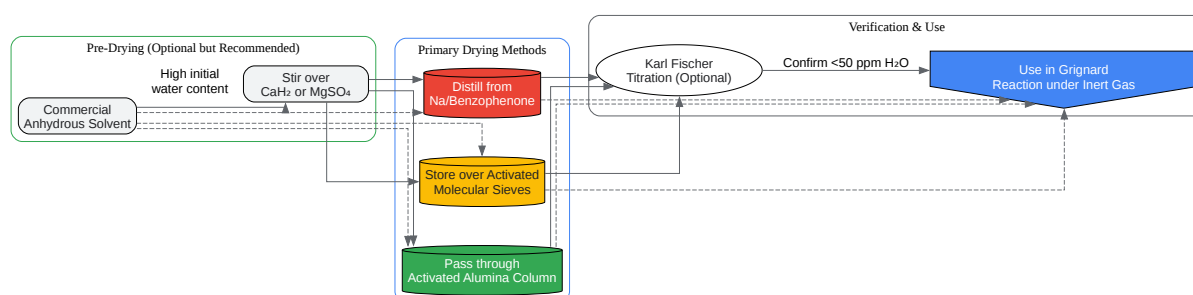 Pre-Drying (Optional but Recommended)
High initial
water content
Stir over
CaH₂ or MgSO₄
Commercial
Anhydrous Solvent
Primary Drying Methods
Distill from
Na/Benzophenone
Store over Activated
Molecular Sieves
Pass through
Activated Alumina Column
Verification & Use
Karl Fischer
Titration (Optional)
Confirm <50 ppm H₂O
Use in Grignard
Reaction under Inert Gas